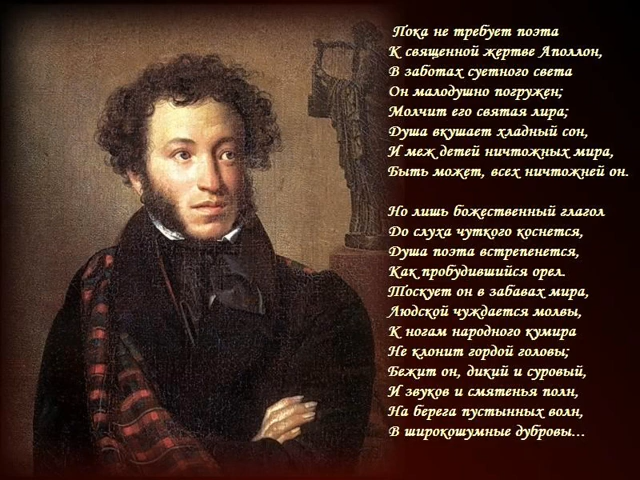 Пока не требует поэта
К священной жертве Аполлон,
В заботах суетного света
Он малодушно погружен;
Молчит его святая лира;
Душа вкушает хладный сон,
И меж детей ничтожных мира,
Быть может, всех ничтожней он.

Но лишь божественный глагол
До слуха чуткого коснется,
Душа поэта встрепенется,
Как пробудившийся орел.
Тоскует он в забавах мира,
Людской чуждается молвы,
К ногам народного кумира
Не клонит гордой головы;
Бежит он, дикий и суровый,
И звуков и смятенья полн,
На берега пустынных волн,
В широкошумные дубровы...